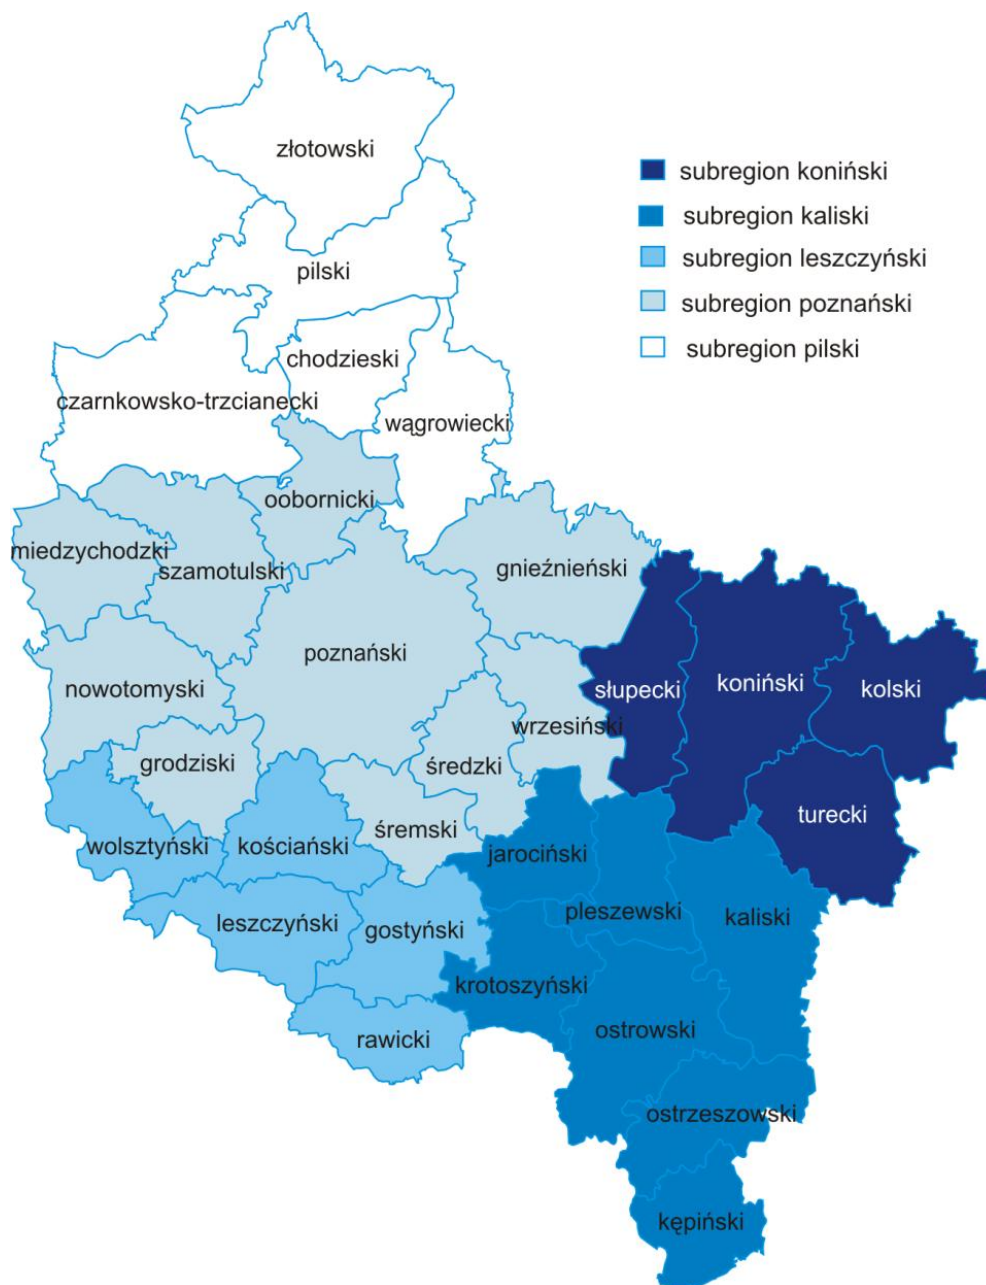 złotowski
subregion koniński
subregion kaliski
subregion leszczyński
subregion poznański
subregion pilski
pilski
chodzieski
czarnkowsko-trzcianecki
wągrowiecki
oobornicki
miedzychodzki
szamotulski
gnieźnieński
poznański
nowotomyski
słupecki
koniński
kolski
wrzesiński
grodziski
średzki
turecki
śremski
wolsztyński
kościański
jarociński
leszczyński
gostyński
pleszewski
kaliski
krotoszyński
ostrowski
rawicki
ostrzeszowski
kępiński